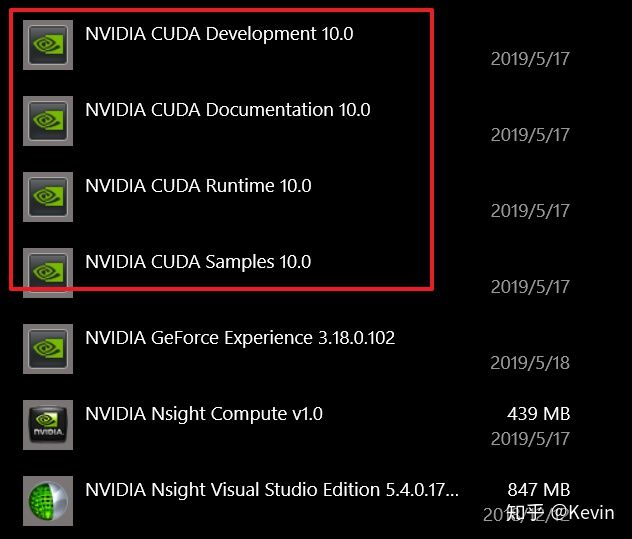 NVIDIA CUDA Development 10.0
2019/5/17
NVIDIA CUDA Documentation 10.0
2019/5/17
NVIDIA CUDA Runtime 10.0
2019/5/17
NVIDIA CUDA Samples 10.0
2019/5/17
NVIDIA GeForce Experience 3.18.0.102
2019/5/18
NVIDIA Nsight Compute v1.0 439 MB
NVIDIA. 2019/5/17
NVIDIA Nsight Visual Studio Edition 5.4.0.17... 847 MB
知乎 @Kevin